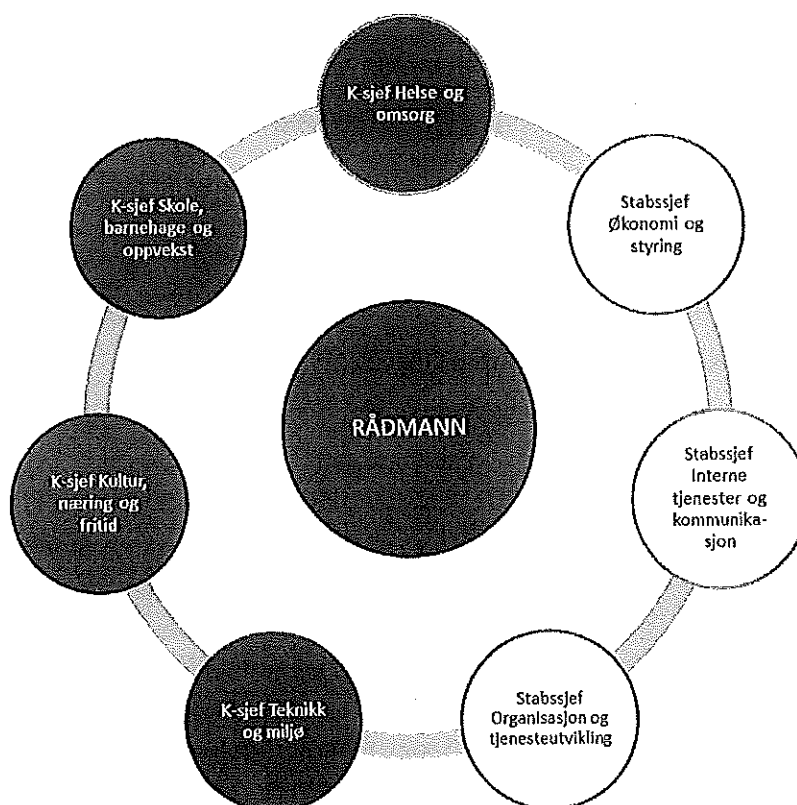 K-sjef Helse og
omsorg
Stabssjef
Økonomi og
styring
Stabssjef
Interne
tjenester og
kommunika-
sjon
Stabssjef
Organisasjon og
tjenesteutvikling
K-sjef Teknikk
og miljø
K-sjef Kultur,
næring og
fritid
K-sjef Skole,
barnehage og
oppvekst
RÅDMANN